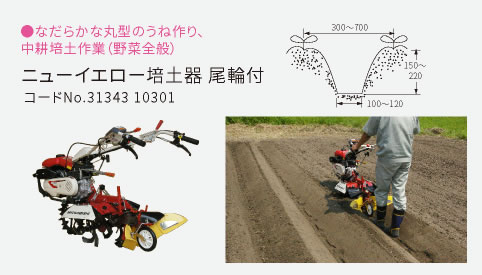 ●なだらかな丸型のうね作り、
中耕培土作業（野菜全般）
ニューイエロー培土器 尾輪付
コードNo.31343 10301
300〜700
150〜
220
100〜120